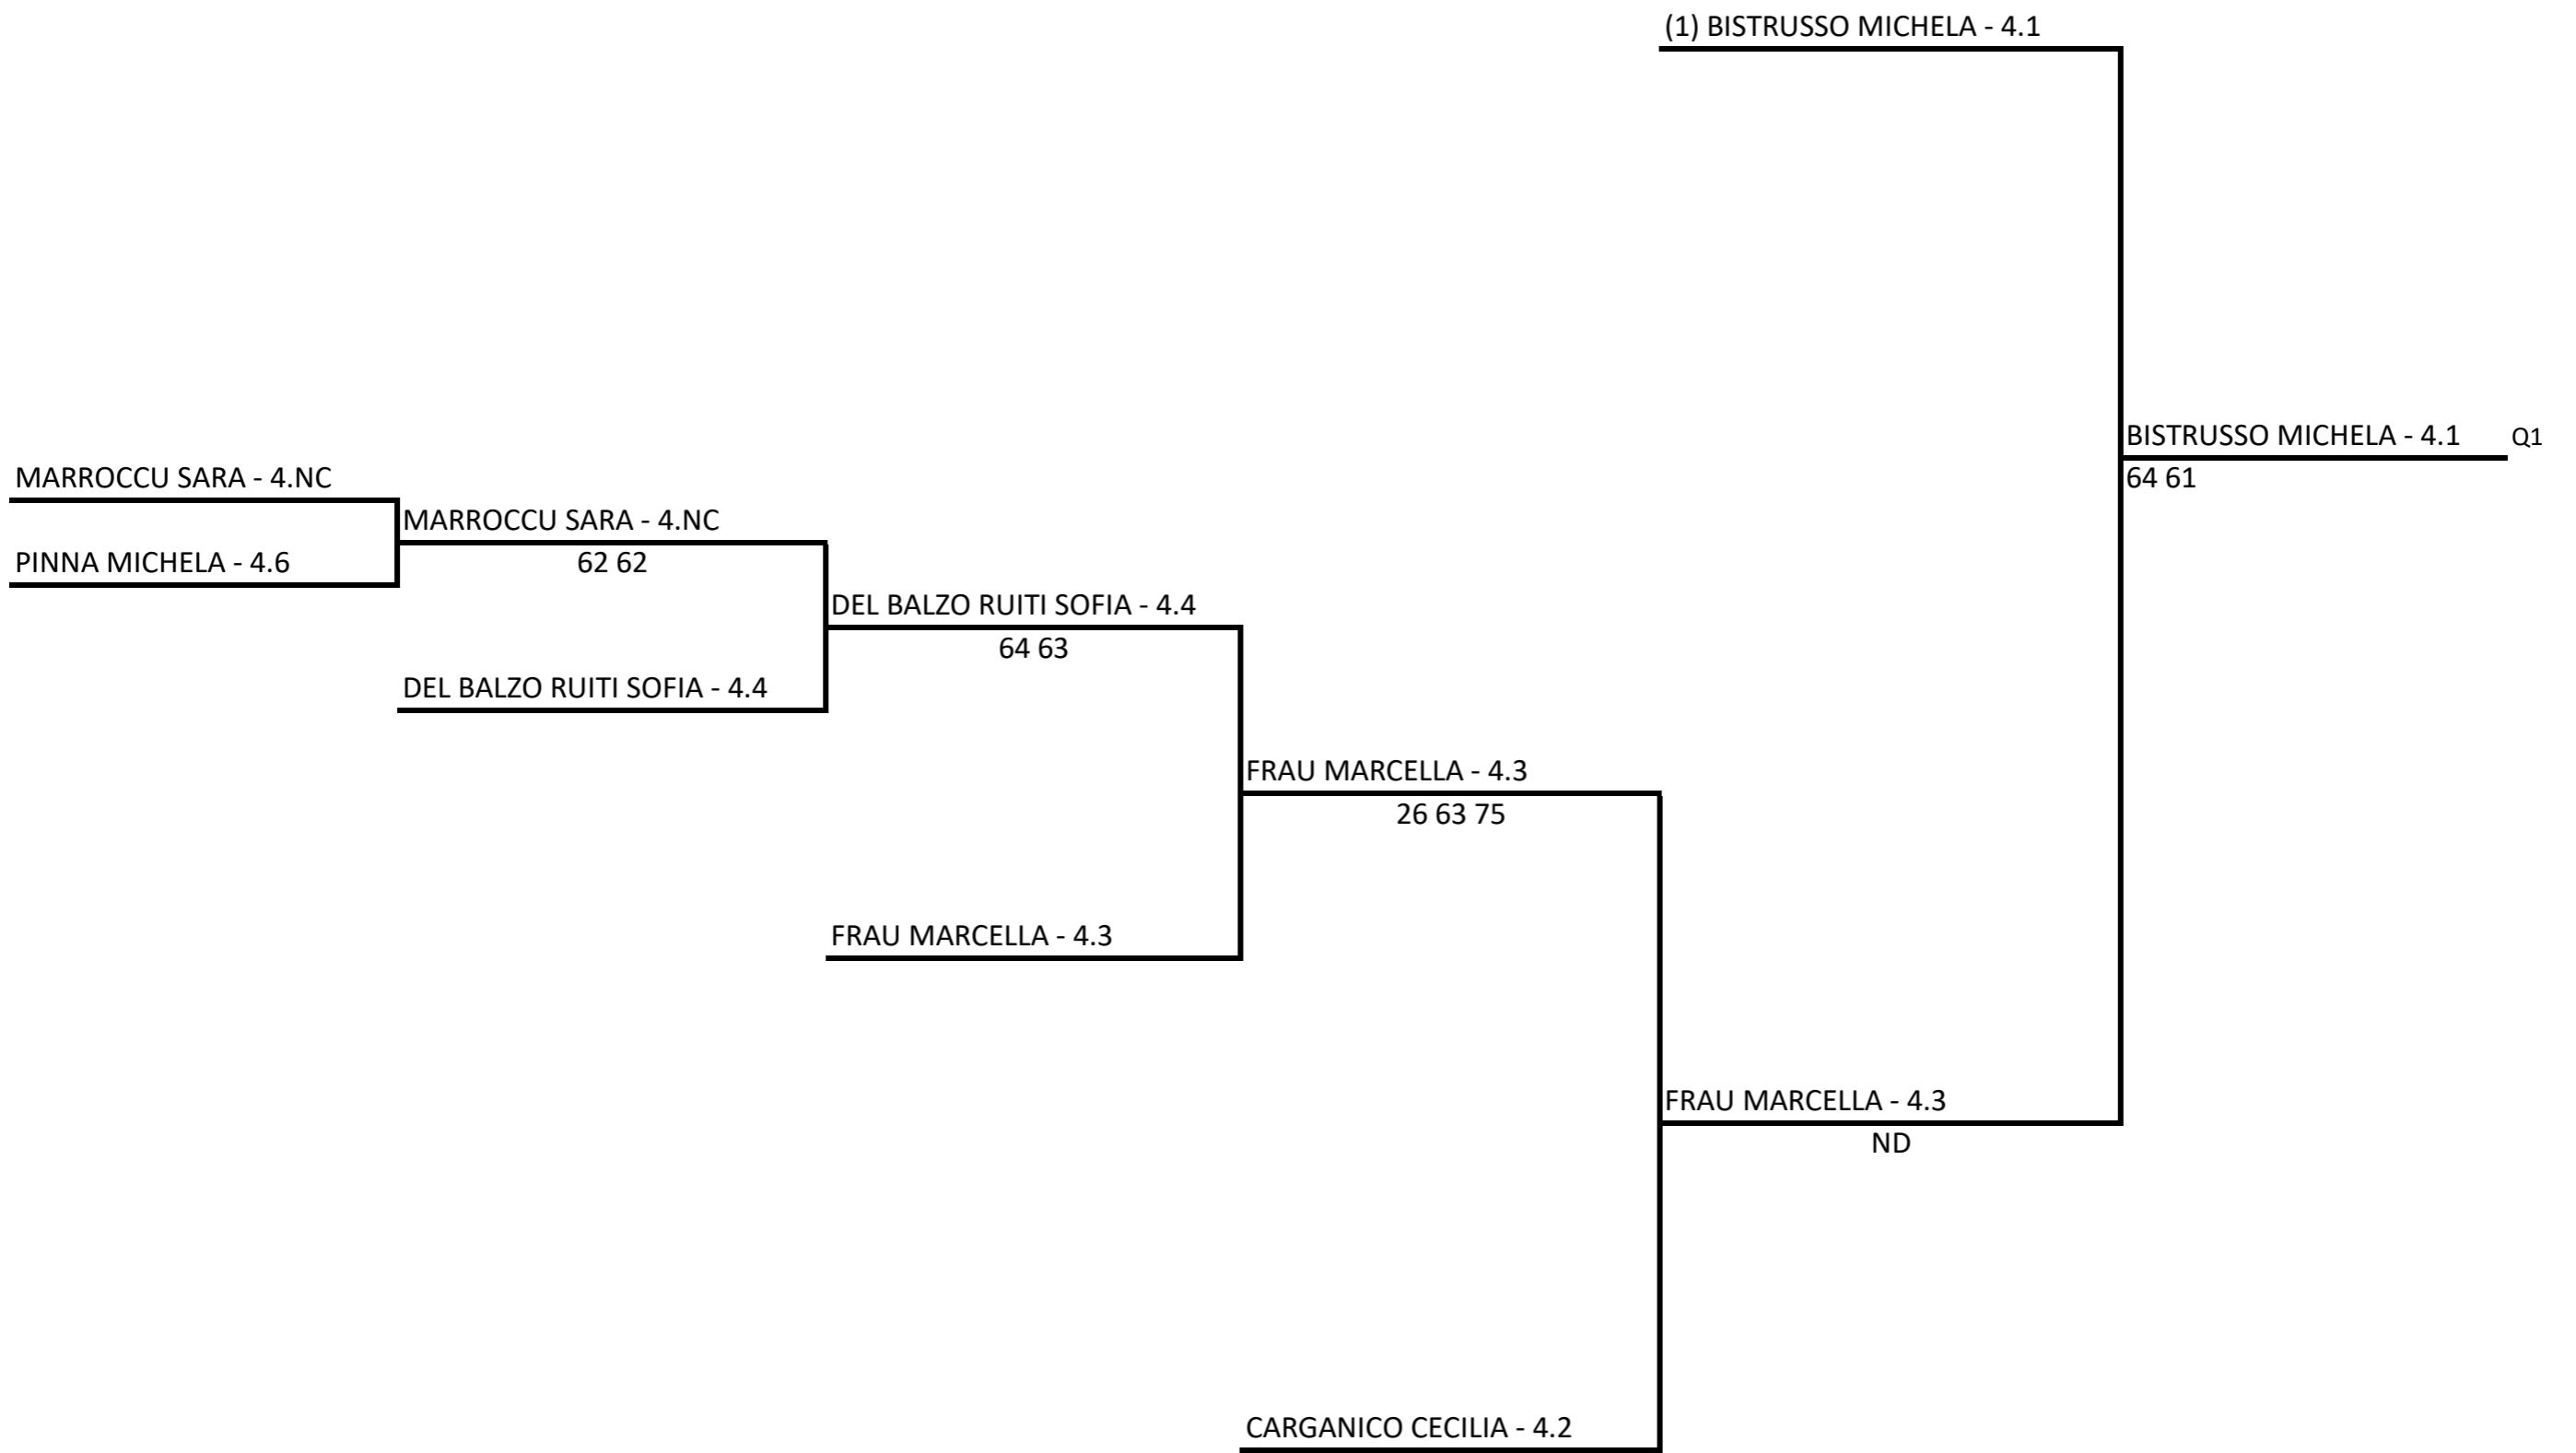 (1) BISTRUSSO MICHELA - 4.1
BISTRUSSO MICHELA - 4.1 Q1
64 61
MARROCCU SARA - 4.NC
MARROCCU SARA - 4.NC
62 62
PINNA MICHELA - 4.6
DEL BALZO RUITI SOFIA - 4.4
64 63
DEL BALZO RUITI SOFIA - 4.4
FRAU MARCELLA - 4.3
26 63 75
FRAU MARCELLA - 4.3
FRAU MARCELLA - 4.3
ND
CARGANICO CECILIA - 4.2